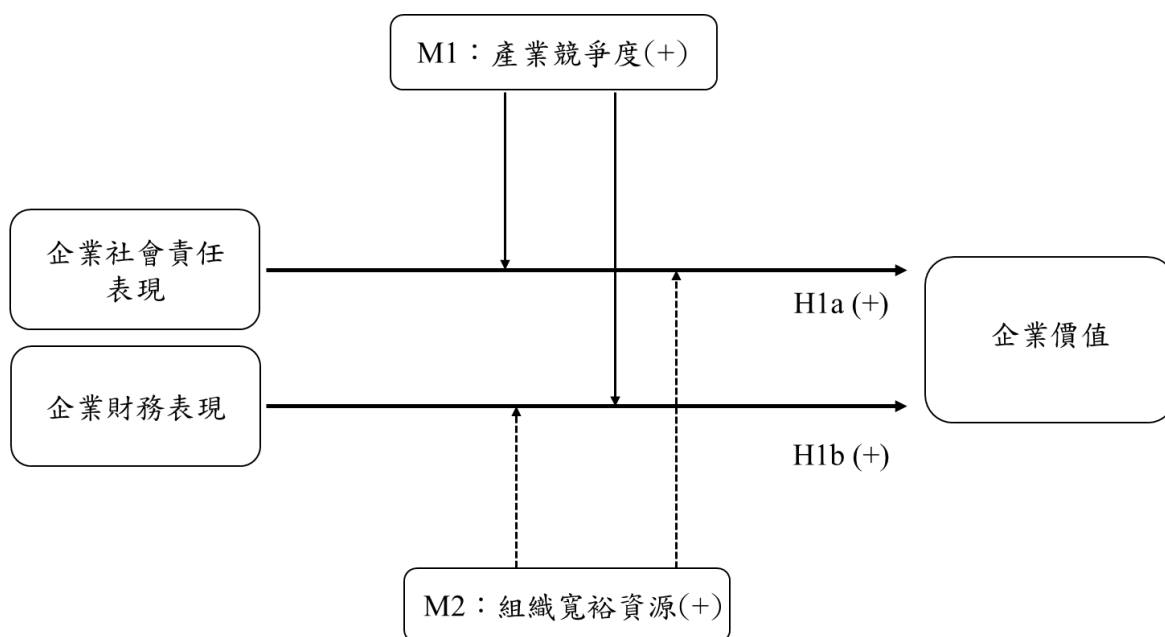 M1：產業競爭度(+)
企業社會責任
表現
H1a (+)
企業價值
企業財務表現
H1b (+)
M2：組織寬裕資源(+)